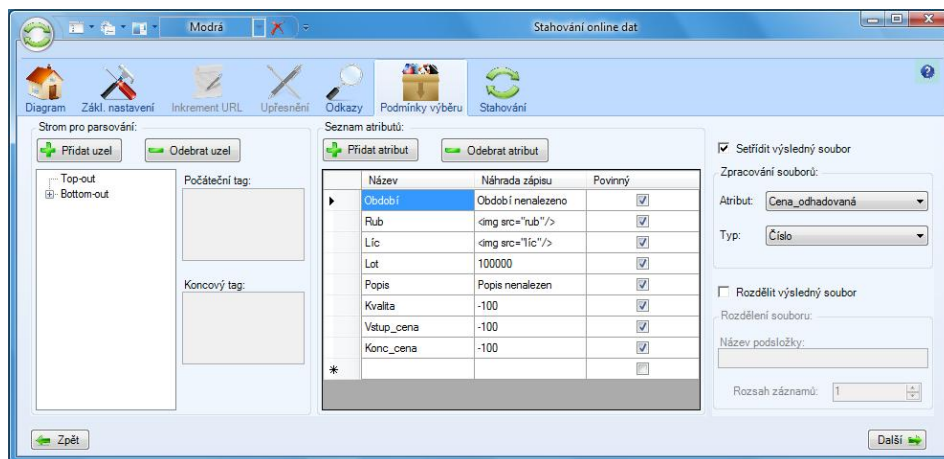 Modrá
Stahování online dat
Diagram Zákl. nastavení Inkrement URL Upřesnění Odkazy Podmínky výběru Stahování
Strom pro parsování:
Přidat uzel Odebrat uzel
Top-out
Bottom-out
Počáteční tag:
Koncový tag:
Seznam atributů:
Přidat atribut Odebrat atribut
Název Náhrada zápisu Povinný
Období Období nenalezeno
Rub <img src="rub"/>
Líc <img src="líc"/>
Lot 100000
Popis Popis nenalezen
Kvalita -100
Vstup_cena -100
Konc_cena -100
Setřídit výsledný soubor
Zpracování souborů:
Atribut: Cena_odhadovaná
Typ: Číslo
Rozdělit výsledný soubor
Rozdělení souboru:
Název podsložky:
Rozsah záznamů: 1
Zpět
Další